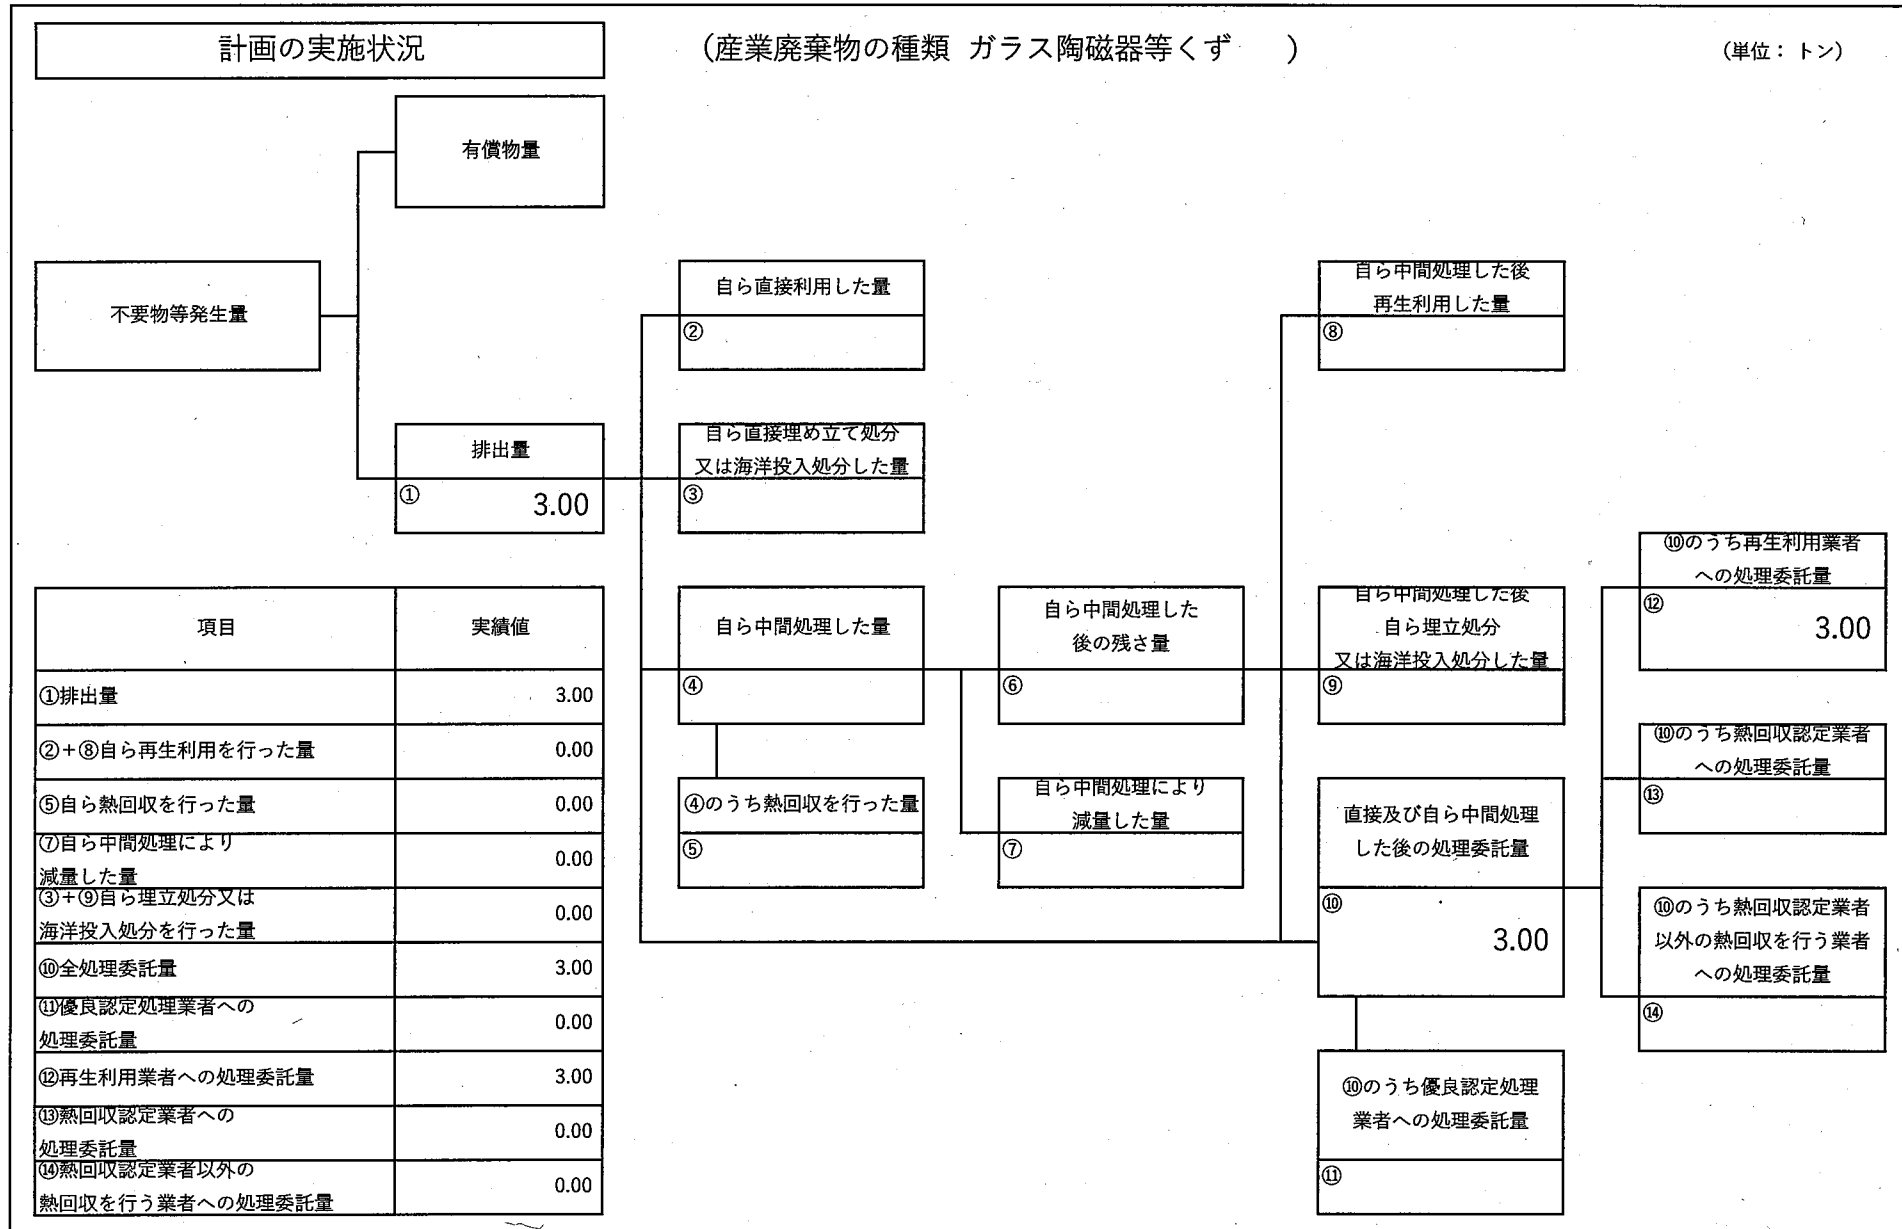 計画の実施状況
（産業廃棄物の種類 ガラス陶磁器等くず ）
（単位：トン）
有償物量
不要物等発生量
自ら直接利用した量
②
自ら中間処理した後
再生利用した量
⑧
排出量
①
3.00
自ら直接埋め立て処分
又は海洋投入処分した量
③
項目 実績値
①排出量 3.00
②+⑧自ら再生利用を行った量 0.00
⑤自ら熱回収を行った量 0.00
⑦自ら中間処理により
減量した量
0.00
③+⑨自ら埋立処分又は
海洋投入処分を行った量
0.00
⑩全処理委託量 3.00
⑪優良認定処理業者への
処理委託量
0.00
⑫再生利用業者への処理委託量 3.00
⑬熱回収認定業者への
処理委託量
0.00
⑭熱回収認定業者以外の
熱回収を行う業者への処理委託量
0.00
自ら中間処理した量
④
④のうち熱回収を行った量
⑤
自ら中間処理した
後の残さ量
⑥
自ら中間処理により
減量した量
⑦
自ら中間処理した後
自ら埋立処分
又は海洋投入処分した量
⑨
直接及び自ら中間処理
した後の処理委託量
⑩
3.00
⑩のうち優良認定処理
業者への処理委託量
⑪
⑩のうち再生利用業者
への処理委託量
⑫
3.00
⑩のうち熱回収認定業者
への処理委託量
⑬
⑩のうち熱回収認定業者
以外の熱回収を行う業者
への処理委託量
⑭